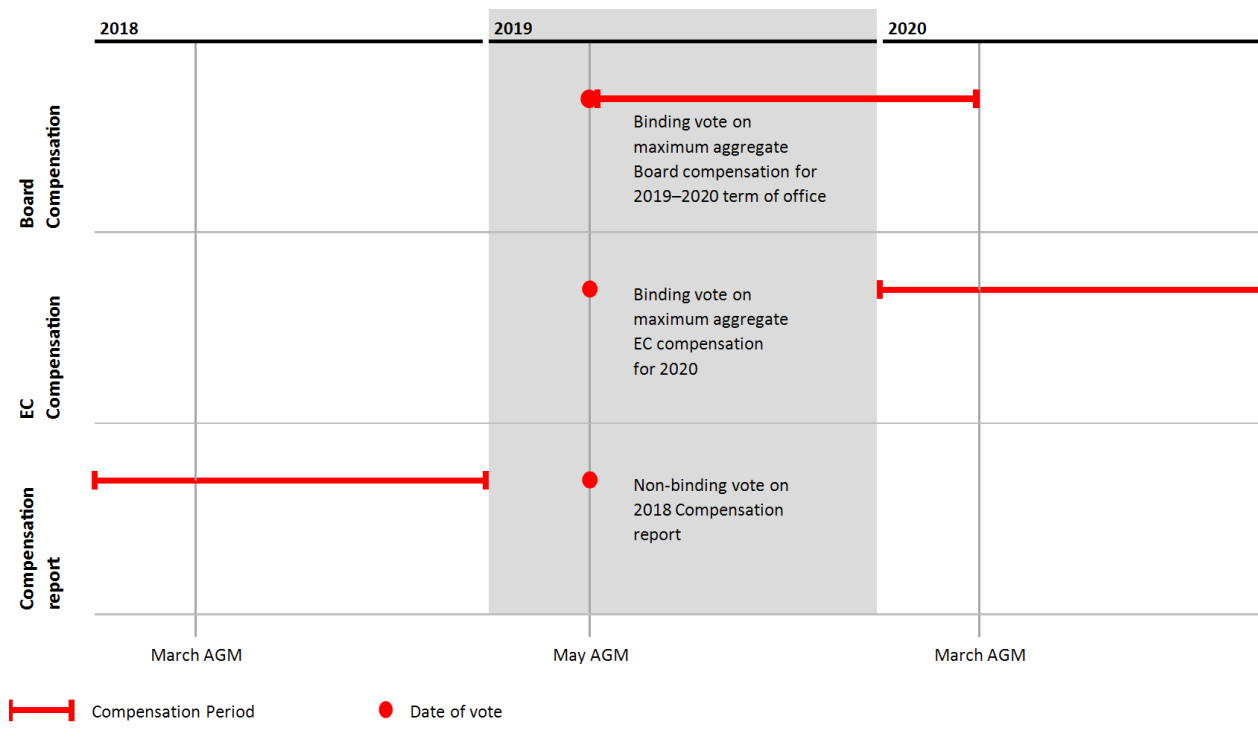 2018
2019
2020
Board
Compensation
Binding vote on
maximum aggregate
Board compensation for
2019–2020 term of office
EC
Compensation
Binding vote on
maximum aggregate
EC compensation
for 2020
Compensation
report
Non-binding vote on
2018 Compensation
report
March AGM
May AGM
March AGM
Compensation Period
Date of vote